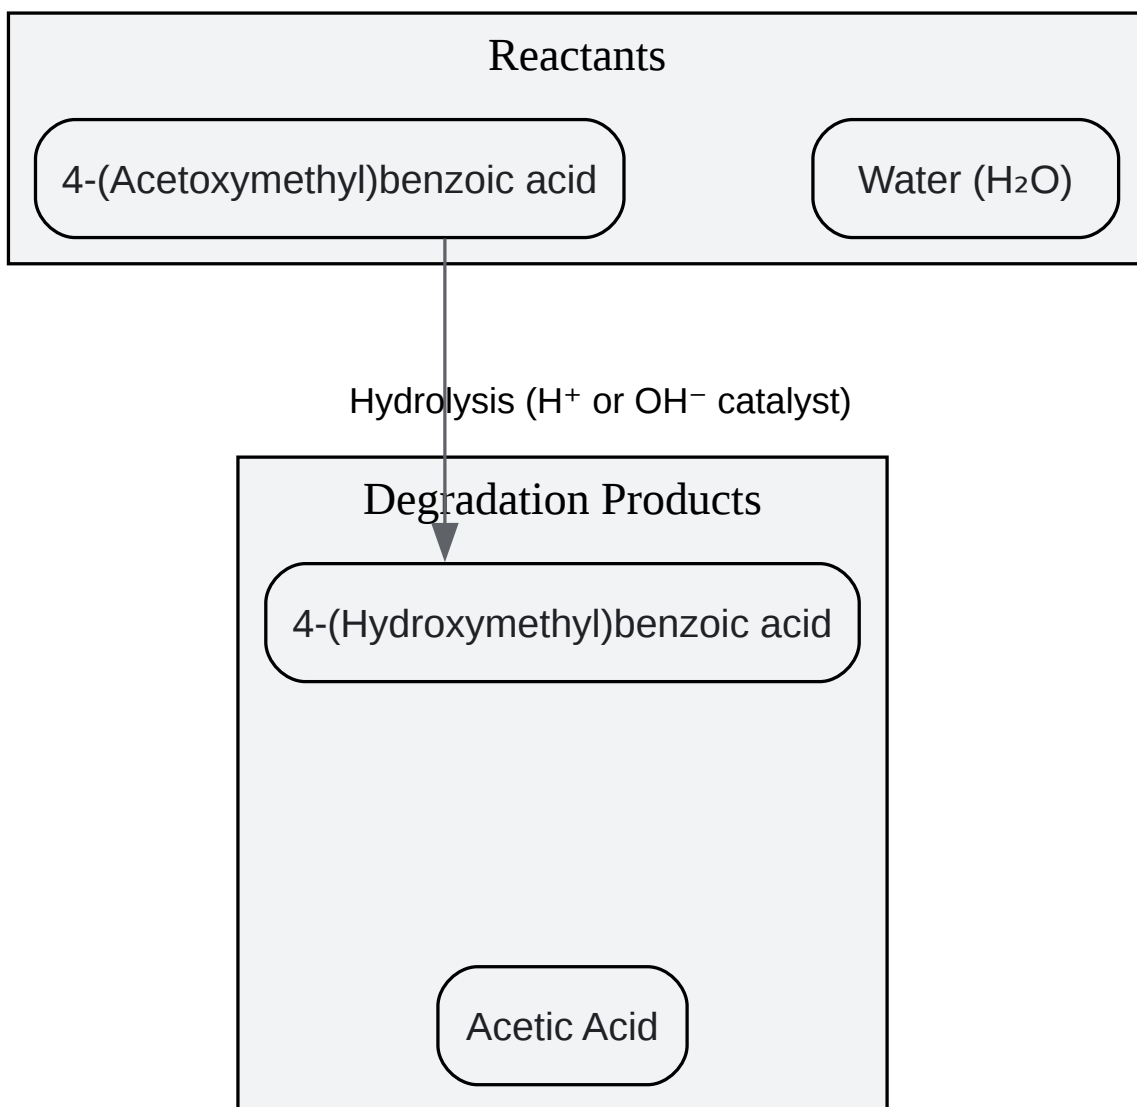 Reactants
4-(Acetoxymethyl)benzoic acid
Water (H₂O)
Hydrolysis (H⁺ or OH⁻ catalyst)
Degradation Products
4-(Hydroxymethyl)benzoic acid
Acetic Acid